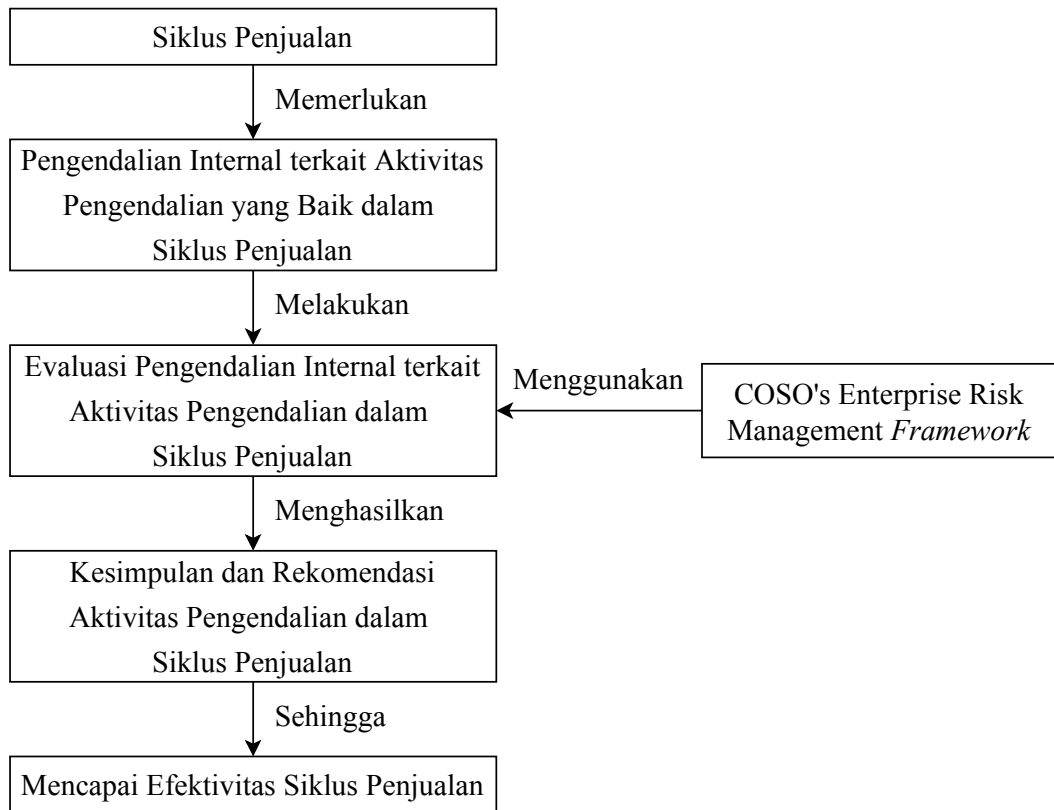 Siklus Penjualan
Memerlukan
Pengendalian Internal terkait Aktivitas
Pengendalian yang Baik dalam
Siklus Penjualan
Melakukan
Evaluasi Pengendalian Internal terkait
Aktivitas Pengendalian dalam
Siklus Penjualan
Menggunakan
COSO's Enterprise Risk
Management Framework
Menghasilkan
Kesimpulan dan Rekomendasi
Aktivitas Pengendalian dalam
Siklus Penjualan
Sehingga
Mencapai Efektivitas Siklus Penjualan